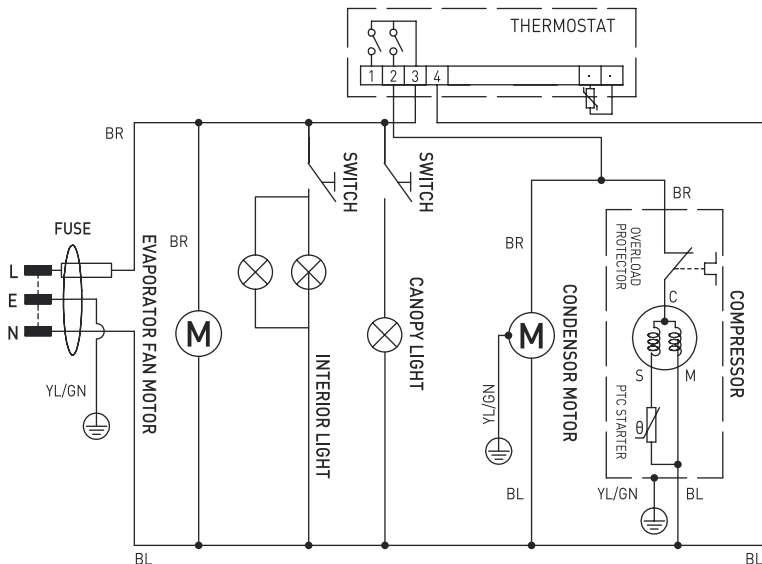 THERMOSTAT
1 2 3 4
BR
SWITCH
SWITCH
BR
FUSE
L
E
N
YL/GN
EVAPORATOR FAN MOTOR
BR
M
INTERIOR LIGHT
CANOPY LIGHT
BR
M
CONDENSOR MOTOR
YL/GN
BL
OVERLOAD
PROTECTOR
C
S
M
θ
PTC STARTER
COMPRESSOR
YL/GN
BL
BL
BL